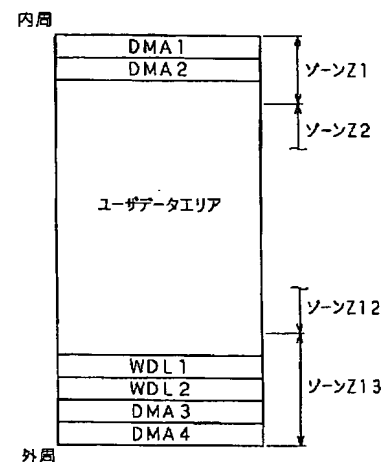 内周
DMA1
DMA2
ゾーンZ1
ゾーンZ2
ユーザデータエリア
ゾーンZ12
WDL1
WDL2
DMA3
DMA4
ゾーンZ13
外周